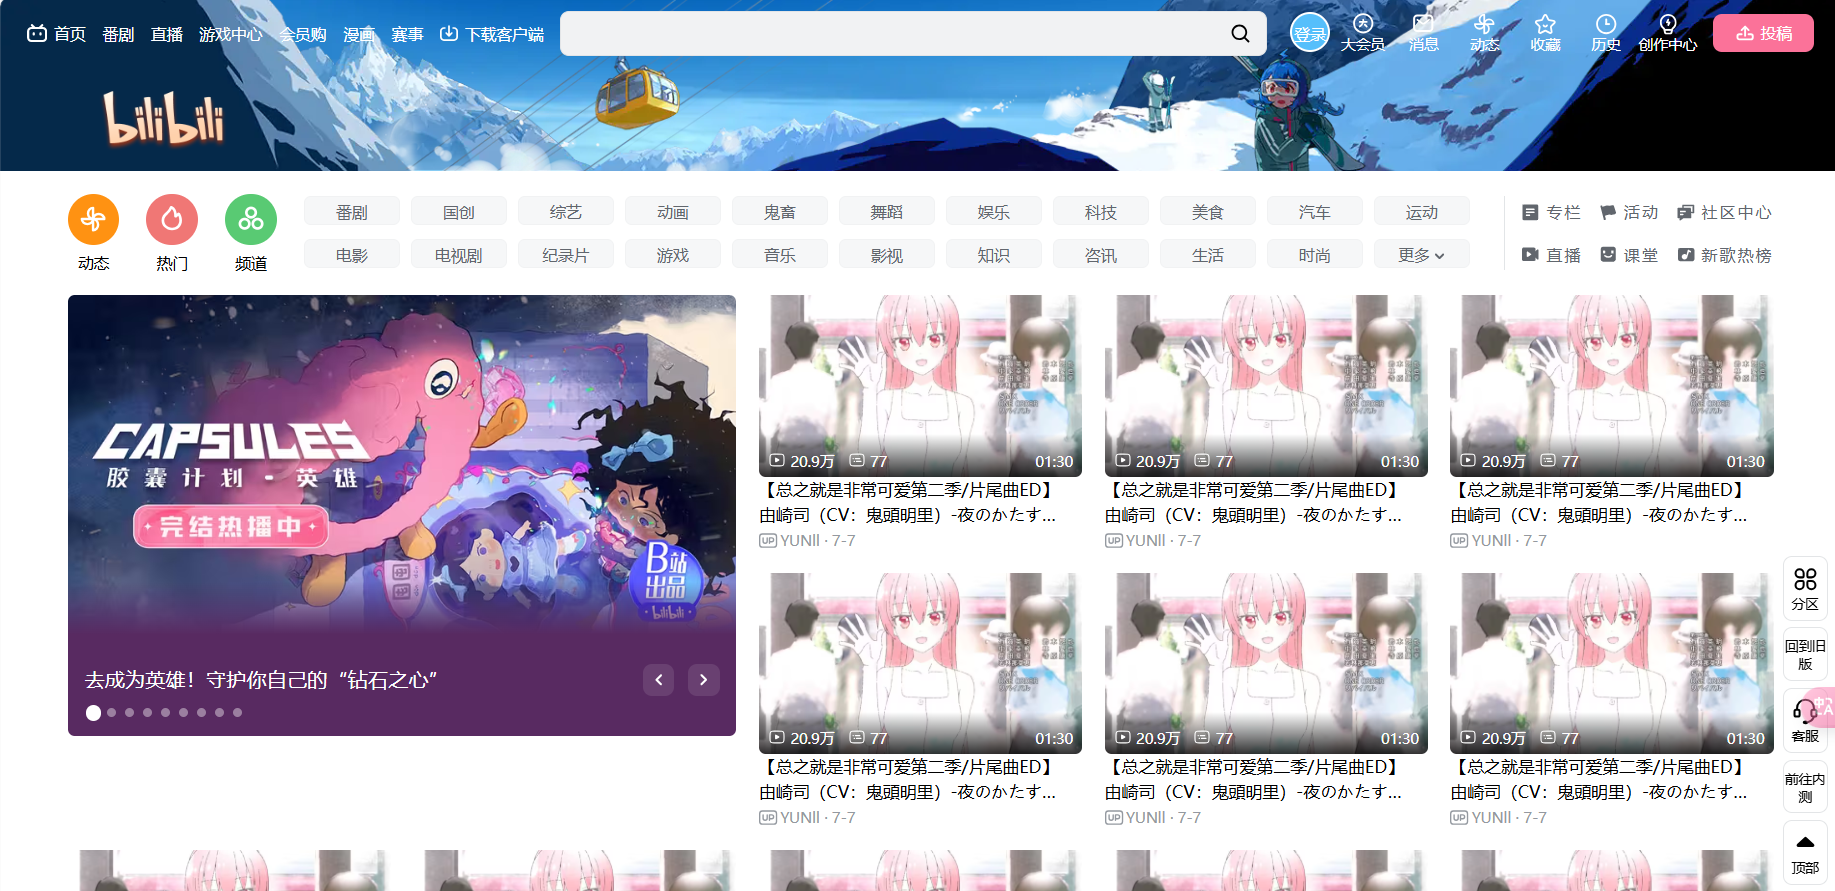 首页 番剧 直播 游戏中心 会员购 漫画 赛事 下载客户端
登录 大会员 消息 动态 收藏 历史 创作中心 投稿
bilibili
番剧 国创 综艺 动画 鬼畜 舞蹈 娱乐 科技 美食 汽车 运动
专栏 活动 社区中心
动态 热门 频道
电影 电视剧 纪录片 游戏 音乐 影视 知识 咨讯 生活 时尚 更多
直播 课堂 新歌热榜
CAPSULES
胶囊计划-英雄
完结热播中
B站
出品
bilibili
去成为英雄！守护你自己的“钻石之心”
20.9万 77 01:30
20.9万 77 01:30
20.9万 77 01:30
【总之就是非常可爱第二季/片尾曲ED】
由崎司（CV：鬼頭明里）-夜のかたす...
UP YUNll · 7-7
【总之就是非常可爱第二季/片尾曲ED】
由崎司（CV：鬼頭明里）-夜のかたす...
UP YUNll · 7-7
【总之就是非常可爱第二季/片尾曲ED】
由崎司（CV：鬼頭明里）-夜のかたす...
UP YUNll · 7-7
20.9万 77 01:30
20.9万 77 01:30
20.9万 77 01:30
【总之就是非常可爱第二季/片尾曲ED】
由崎司（CV：鬼頭明里）-夜のかたす...
UP YUNll · 7-7
【总之就是非常可爱第二季/片尾曲ED】
由崎司（CV：鬼頭明里）-夜のかたす...
UP YUNll · 7-7
【总之就是非常可爱第二季/片尾曲ED】
由崎司（CV：鬼頭明里）-夜のかたす...
UP YUNll · 7-7
分区
回到旧
版
客服
前往内
测
顶部